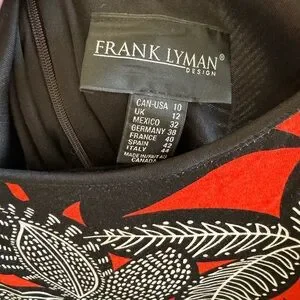 FRANK LYMAN®
DESIGN
CAN-USA 10
UK 12
MEXICO 32
GERMANY 38
FRANCE 40
SPAIN 42
ITALY 44
MADE IN/FAIT AU
CANADA